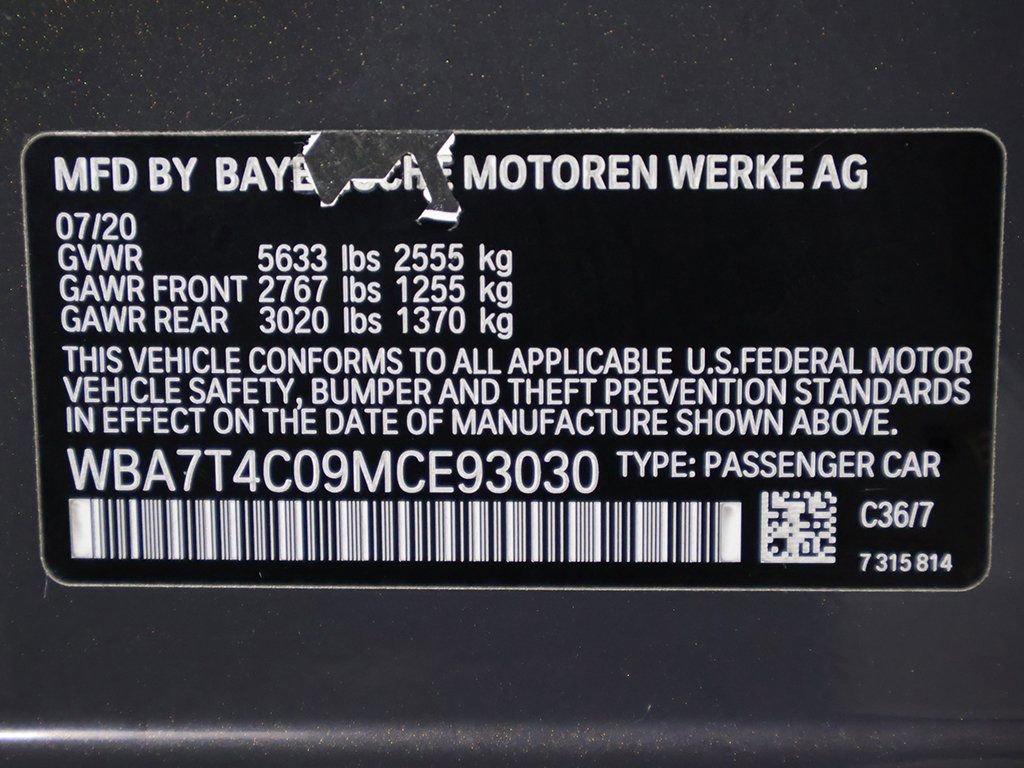 MFD BY BAYERISCHE MOTOREN WERKE AG
07/20
GVWR 5633 lbs 2555 kg
GAWR FRONT 2767 lbs 1255 kg
GAWR REAR 3020 lbs 1370 kg
THIS VEHICLE CONFORMS TO ALL APPLICABLE U.S.FEDERAL MOTOR
VEHICLE SAFETY, BUMPER AND THEFT PREVENTION STANDARDS
IN EFFECT ON THE DATE OF MANUFACTURE SHOWN ABOVE.
WBA7T4C09MCE93030 TYPE: PASSENGER CAR
C36/7
7 315 814